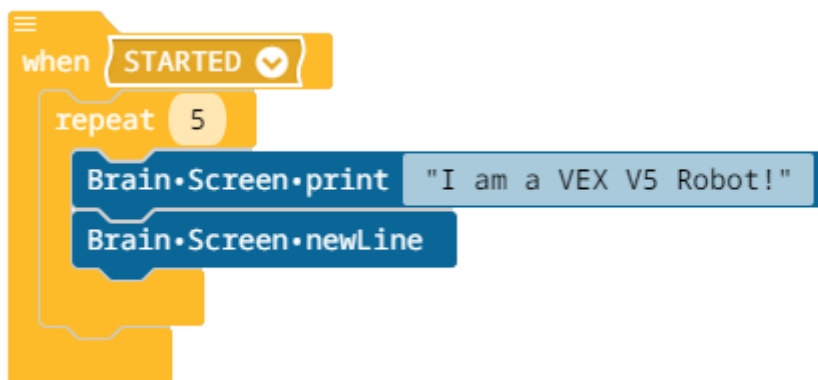 when STARTED
repeat 5
Brain•Screen•print "I am a VEX V5 Robot!"
Brain•Screen•newLine